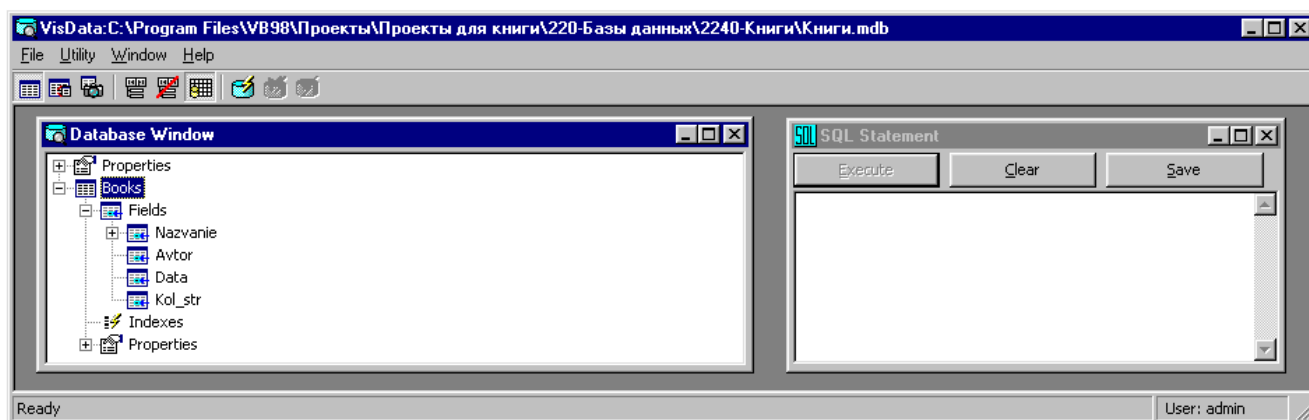 VisData:C:\Program Files\VB98\Проекты\Проекты для книги\220-Базы данных\2240-Книги\Книги.mdb
File Utility Window Help
Database Window
Properties
Books
Fields
Nazvanie
Avtor
Data
Kol_str
Indexes
Properties
SQL SQL Statement
Execute Clear Save
Ready User: admin